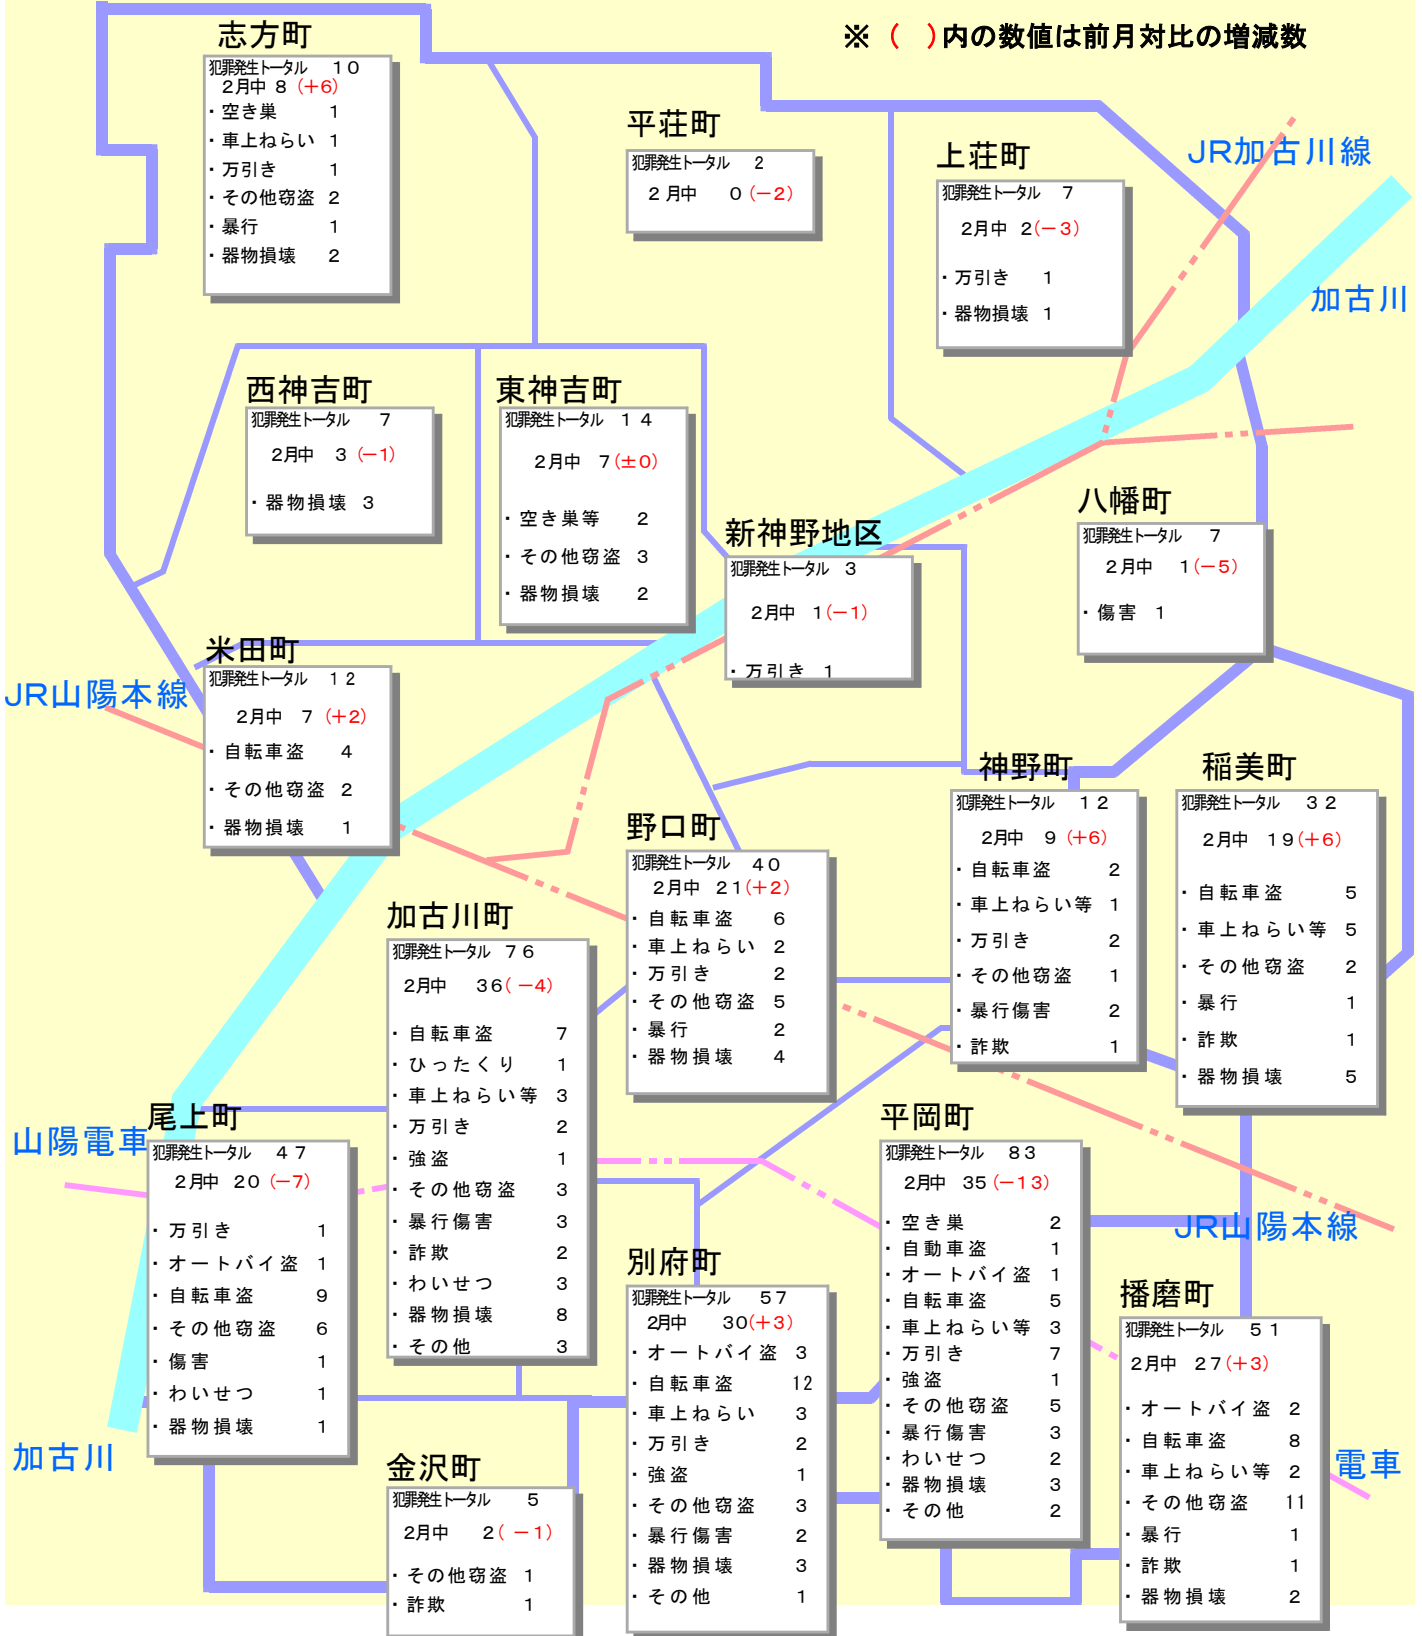 ※（　）内の数値は前月対比の増減数
志方町
犯罪発生トータル　10
2月中 8 (+6)
・空き巣　1
・車上ねらい 1
・万引き　1
・その他窃盗 2
・暴行　1
・器物損壊　2
平荘町
犯罪発生トータル　2
2月中　0 (－2)
上荘町
犯罪発生トータル　7
2月中 2(－3)
・万引き　1
・器物損壊 1
JR加古川線
加古川
西神吉町
犯罪発生トータル　7
2月中　3 (－1)
・器物損壊 3
東神吉町
犯罪発生トータル　14
2月中　7(±0)
・空き巣等　2
・その他窃盗 3
・器物損壊　2
新神野地区
犯罪発生トータル　3
2月中　1(－1)
・万引き 1
八幡町
犯罪発生トータル　7
2月中　1(－5)
・傷害 1
米田町
犯罪発生トータル　12
2月中　7 (+2)
・自転車盗　4
・その他窃盗 2
・器物損壊　1
JR山陽本線
野口町
犯罪発生トータル　40
2月中　21(+2)
・自転車盗　6
・車上ねらい 2
・万引き　2
・その他窃盗 5
・暴行　2
・器物損壊　4
神野町
犯罪発生トータル　12
2月中　9 (+6)
・自転車盗　2
・車上ねらい等 1
・万引き　2
・その他窃盗　1
・暴行傷害　2
・詐欺　1
稲美町
犯罪発生トータル　32
2月中　19(+6)
・自転車盗　5
・車上ねらい等 5
・その他窃盗　2
・暴行　1
・詐欺　1
・器物損壊　5
加古川町
犯罪発生トータル　76
2月中　36( －4)
・自転車盗　7
・ひったくり　1
・車上ねらい等 3
・万引き　2
・強盗　1
・その他窃盗　3
・暴行傷害　3
・詐欺　2
・わいせつ　3
・器物損壊　8
・その他　3
尾上町
犯罪発生トータル　47
2月中 20 (－7)
・万引き　1
・オートバイ盗 1
・自転車盗　9
・その他窃盗　6
・傷害　1
・わいせつ　1
・器物損壊　1
山陽電車
加古川
平岡町
犯罪発生トータル　83
2月中　35 (－13)
・空き巣　2
・自動車盗　1
・オートバイ盗 1
・自転車盗　5
・車上ねらい等 3
・万引き　7
・強盗　1
・その他窃盗　5
・暴行傷害　3
・わいせつ　2
・器物損壊　3
・その他　2
JR山陽本線
別府町
犯罪発生トータル　57
2月中　30(+3)
・オートバイ盗 3
・自転車盗　12
・車上ねらい　3
・万引き　2
・強盗　1
・その他窃盗　3
・暴行傷害　2
・器物損壊　3
・その他　1
播磨町
犯罪発生トータル　51
2月中　27(+3)
・オートバイ盗 2
・自転車盗　8
・車上ねらい等 2
・その他窃盗　11
・暴行　1
・詐欺　1
・器物損壊　2
電車
金沢町
犯罪発生トータル　5
2月中　2( －1)
・その他窃盗 1
・詐欺　1